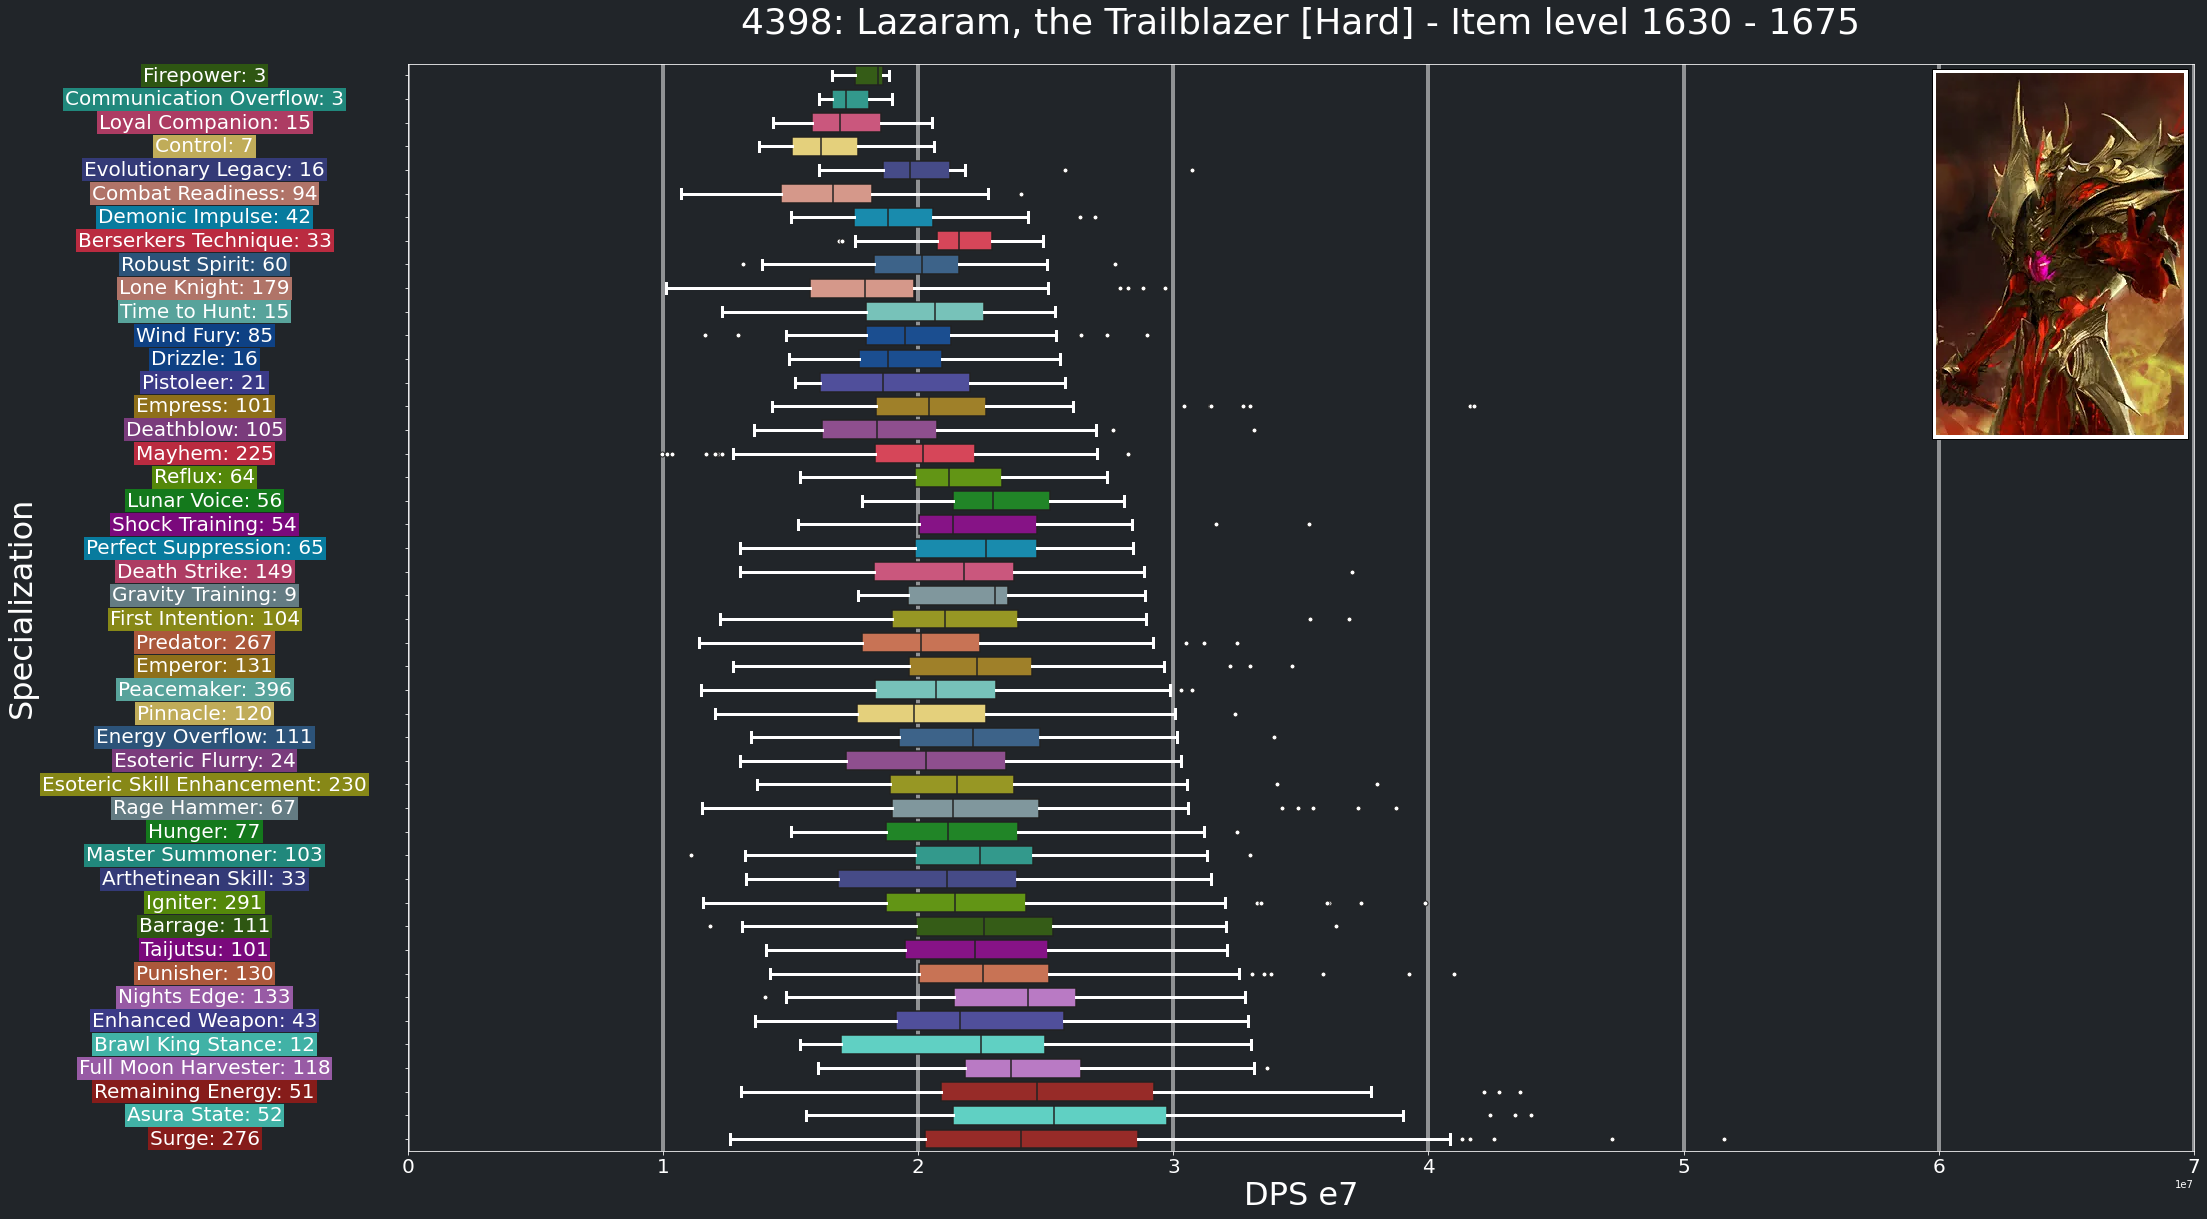 4398: Lazaram, the Trailblazer [Hard] - Item level 1630 - 1675
Specialization
Firepower: 3
Communication Overflow: 3
Loyal Companion: 15
Control: 7
Evolutionary Legacy: 16
Combat Readiness: 94
Demonic Impulse: 42
Berserkers Technique: 33
Robust Spirit: 60
Lone Knight: 179
Time to Hunt: 15
Wind Fury: 85
Drizzle: 16
Pistoleer: 21
Empress: 101
Deathblow: 105
Mayhem: 225
Reflux: 64
Lunar Voice: 56
Shock Training: 54
Perfect Suppression: 65
Death Strike: 149
Gravity Training: 9
First Intention: 104
Predator: 267
Emperor: 131
Peacemaker: 396
Pinnacle: 120
Energy Overflow: 111
Esoteric Flurry: 24
Esoteric Skill Enhancement: 230
Rage Hammer: 67
Hunger: 77
Master Summoner: 103
Arthetinean Skill: 33
Igniter: 291
Barrage: 111
Taijutsu: 101
Punisher: 130
Nights Edge: 133
Enhanced Weapon: 43
Brawl King Stance: 12
Full Moon Harvester: 118
Remaining Energy: 51
Asura State: 52
Surge: 276
0 1 2 3 4 5 6 7
1e7
DPS e7